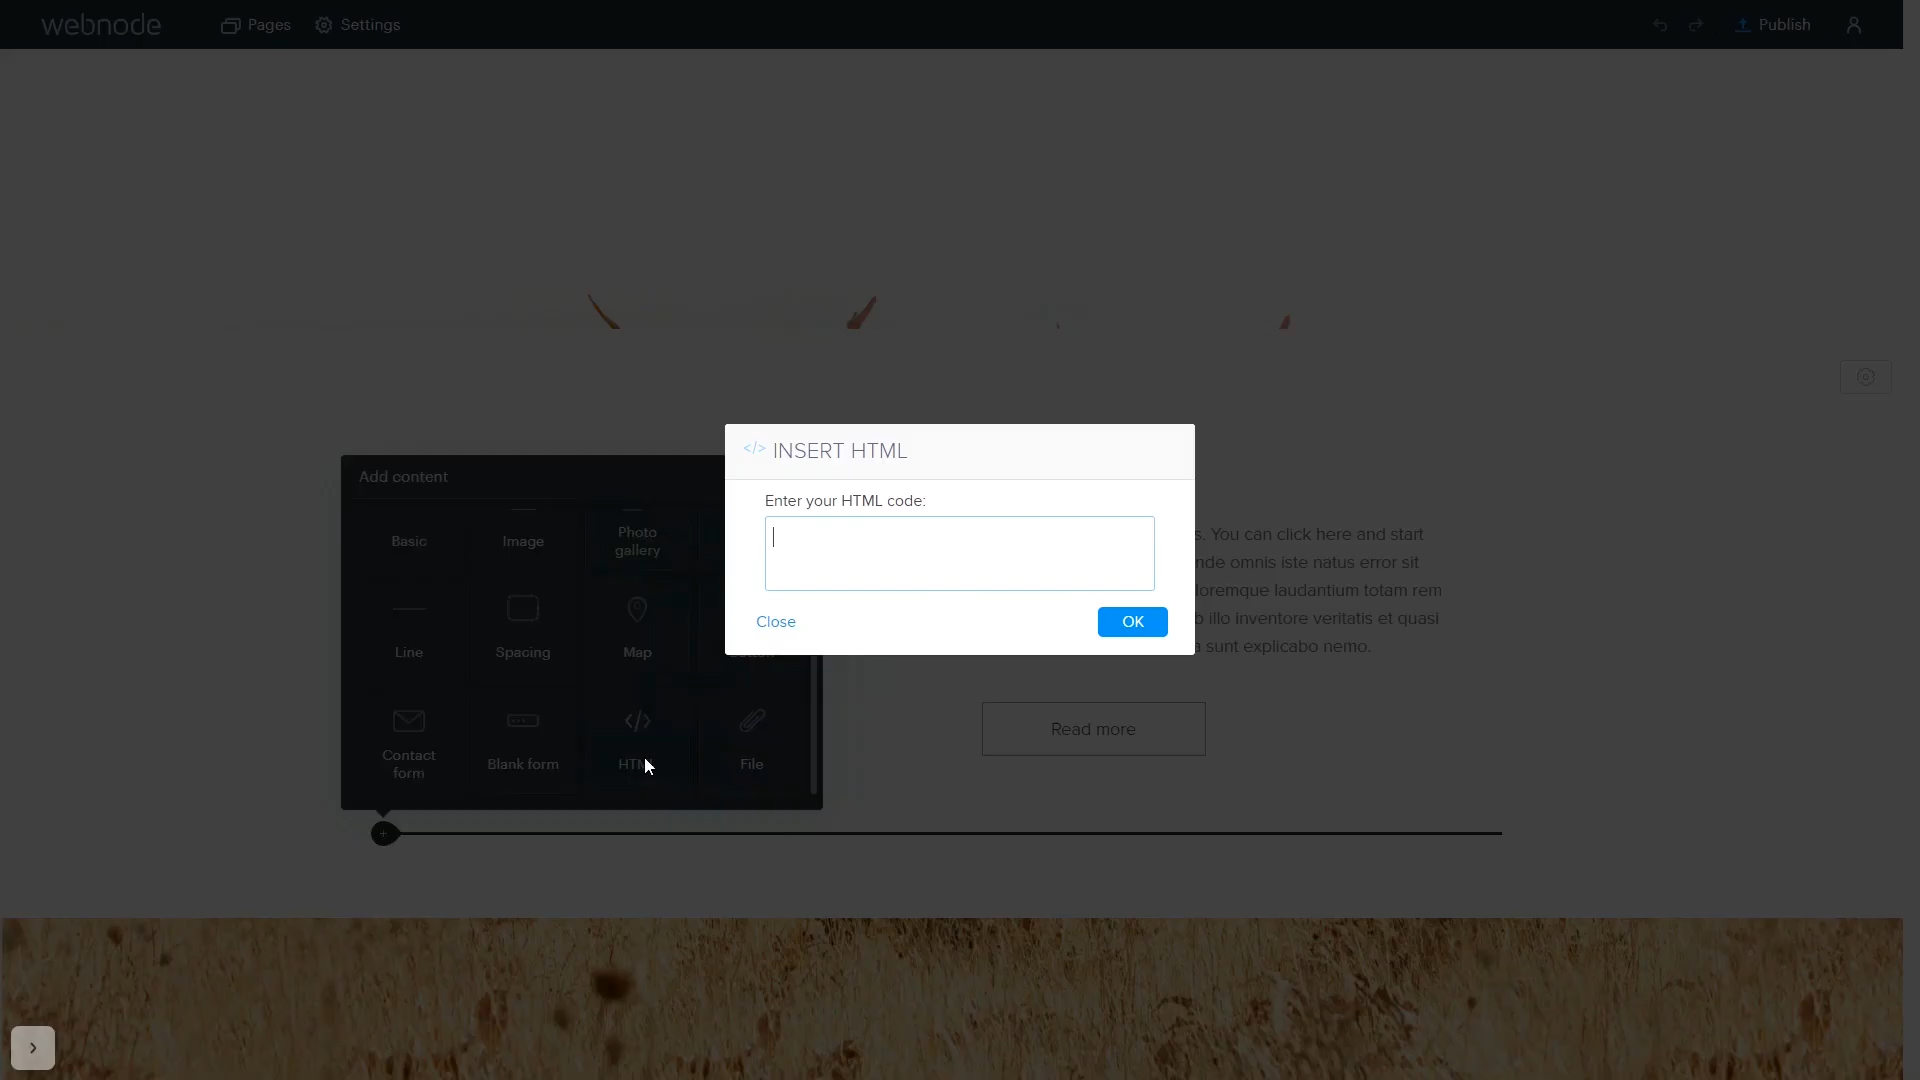 webnode
Pages
Settings
Publish
</> INSERT HTML
Enter your HTML code:
Close
OK
Add content
Basic
Image
Photo
gallery
Line
Spacing
Map
Contact
form
Blank form
HTML
File
s. You can click here and start
nde omnis iste natus error sit
loremque laudantium totam rem
illo inventore veritatis et quasi
a sunt explicabo nemo.
Read more